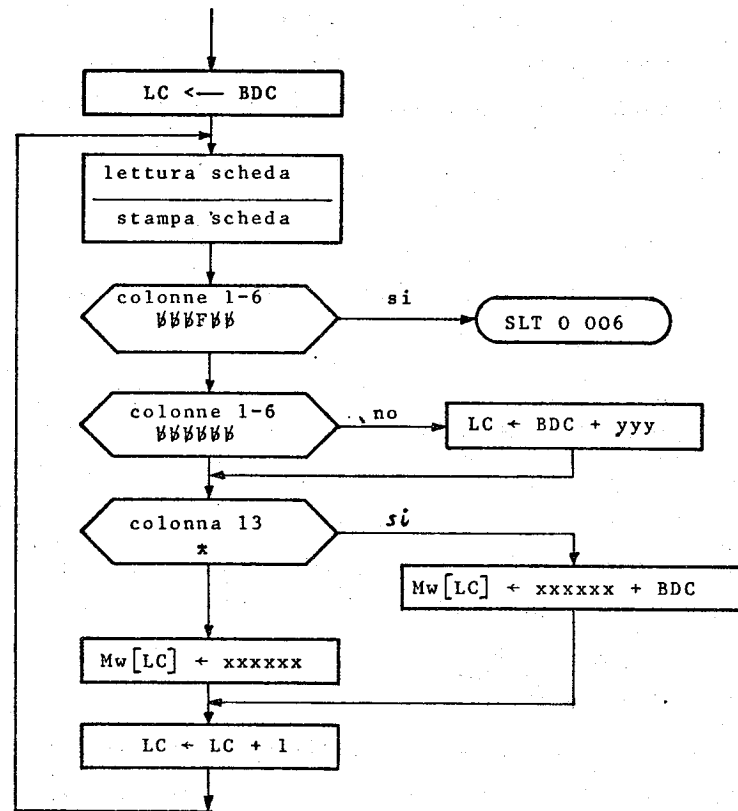 LC <— BDC
lettura scheda
stampa scheda
colonne 1-6
ƀƀƀFƀƀ
si
SLT 0 006
colonne 1-6
ƀƀƀƀƀƀ
no
LC ← BDC + yyy
colonna 13
*
si
Mw[LC] ← xxxxxx + BDC
Mw[LC] ← xxxxxx
LC ← LC + 1